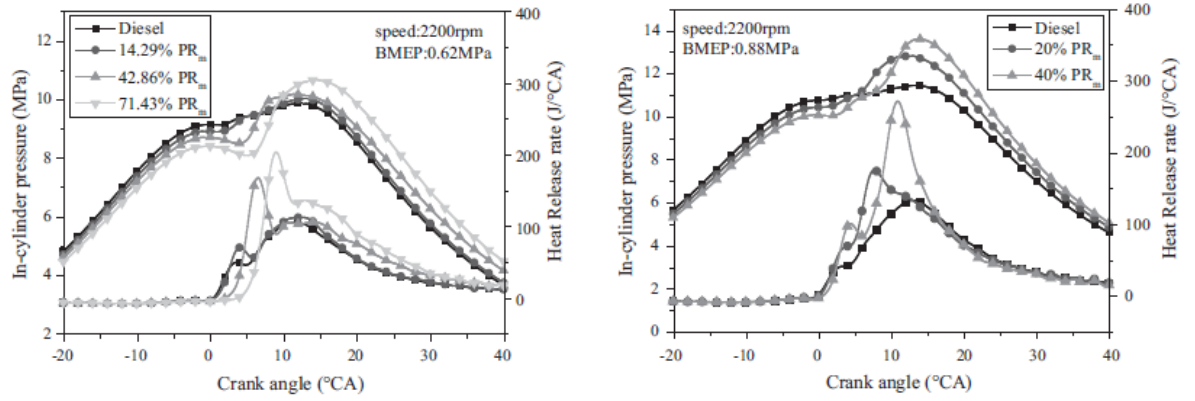 12
10
8
6
4
2
In-cylinder pressure (MPa)
Diesel
14.29% PRm
42.86% PRm
71.43% PRm
speed:2200rpm
BMEP:0.62MPa
400
300
200
100
0
Heat Release rate (J/°CA)
-20 -10 0 10 20 30 40
Crank angle (°CA)
14
12
10
8
6
4
2
0
In-cylinder pressure (MPa)
speed:2200rpm
BMEP:0.88MPa
Diesel
20% PRm
40% PRm
400
300
200
100
0
Heat Release rate (J/°CA)
-20 -10 0 10 20 30 40
Crank angle (°CA)